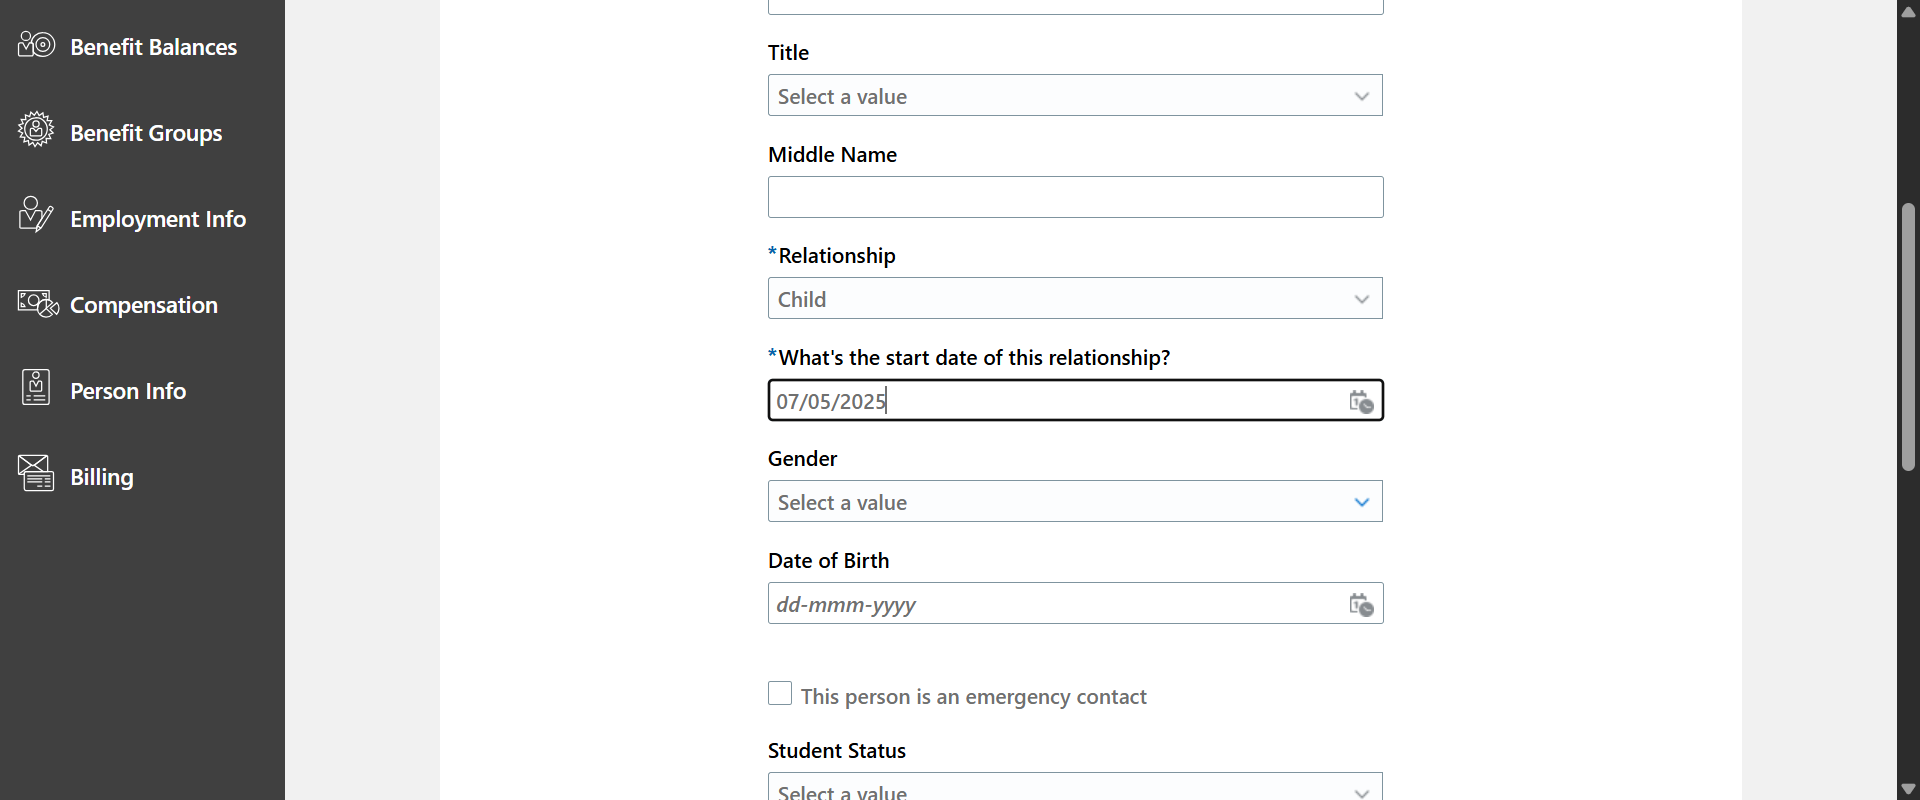 Benefit Balances
Benefit Groups
Employment Info
Compensation
Person Info
Billing
Title
Select a value
Middle Name
*Relationship
Child
*What's the start date of this relationship?
07/05/2025
Gender
Select a value
Date of Birth
dd-mmm-yyyy
This person is an emergency contact
Student Status
Select a value